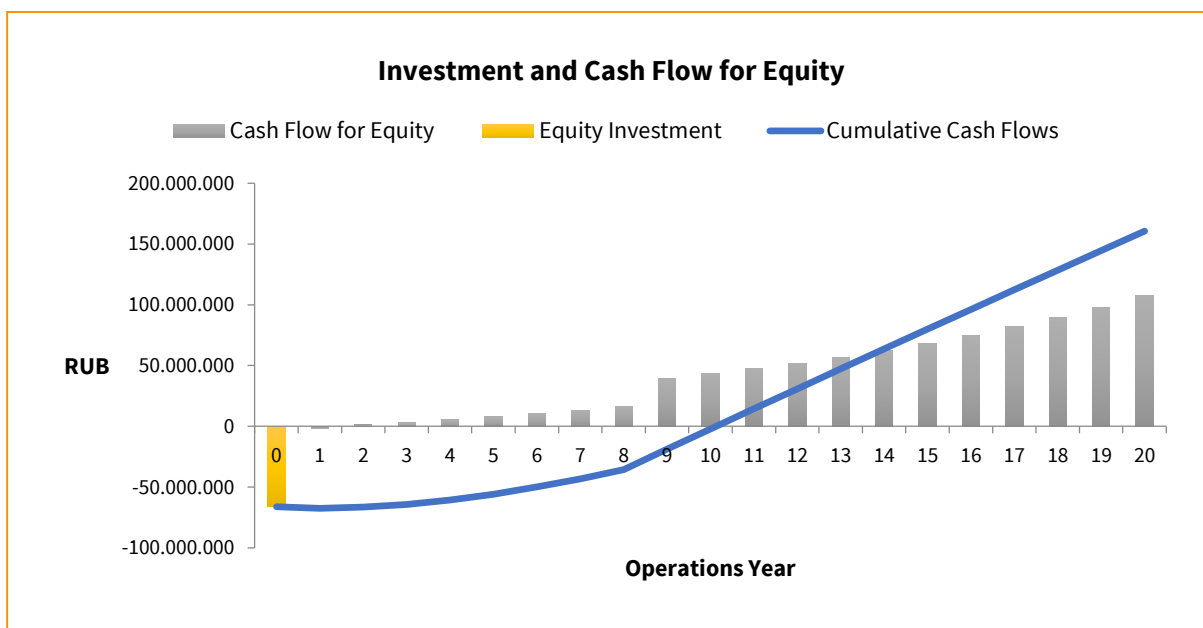 Investment and Cash Flow for Equity
Cash Flow for Equity Equity Investment Cumulative Cash Flows
200.000.000
150.000.000
100.000.000
50.000.000
0
-50.000.000
-100.000.000
RUB
0 1 2 3 4 5 6 7 8 9 10 11 12 13 14 15 16 17 18 19 20
Operations Year